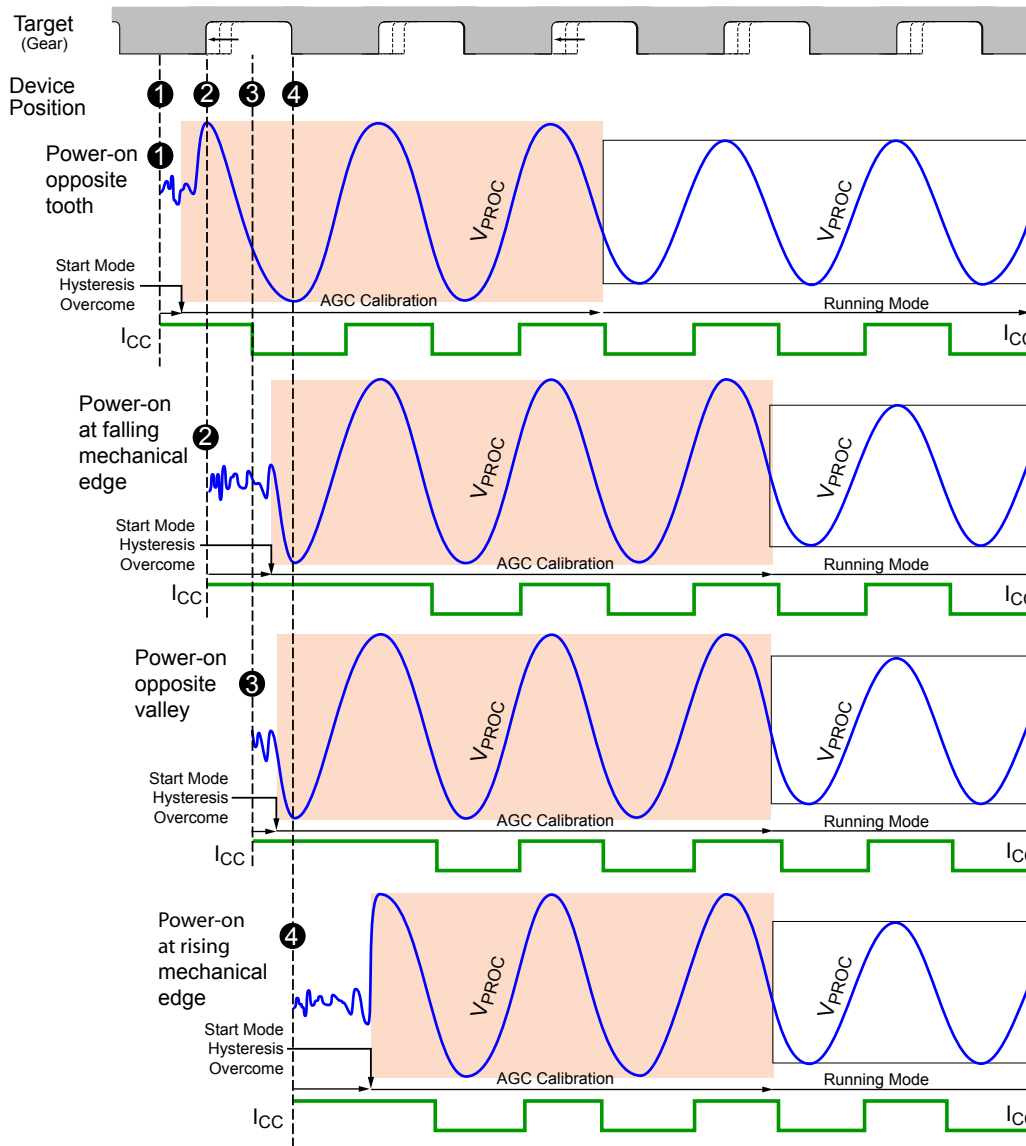 Target
(Gear)
Device
Position
1 2 3 4
Power-on
opposite
tooth
1
VPROC
VPROC
Start Mode
Hysteresis
Overcome
AGC Calibration
Running Mode
ICC
ICC
Power-on
at falling
mechanical
edge
2
VPROC
VPROC
Start Mode
Hysteresis
Overcome
AGC Calibration
Running Mode
ICC
ICC
Power-on
opposite
valley
3
VPROC
VPROC
Start Mode
Hysteresis
Overcome
AGC Calibration
Running Mode
ICC
ICC
Power-on
at rising
mechanical
edge
4
VPROC
VPROC
Start Mode
Hysteresis
Overcome
AGC Calibration
Running Mode
ICC
ICC